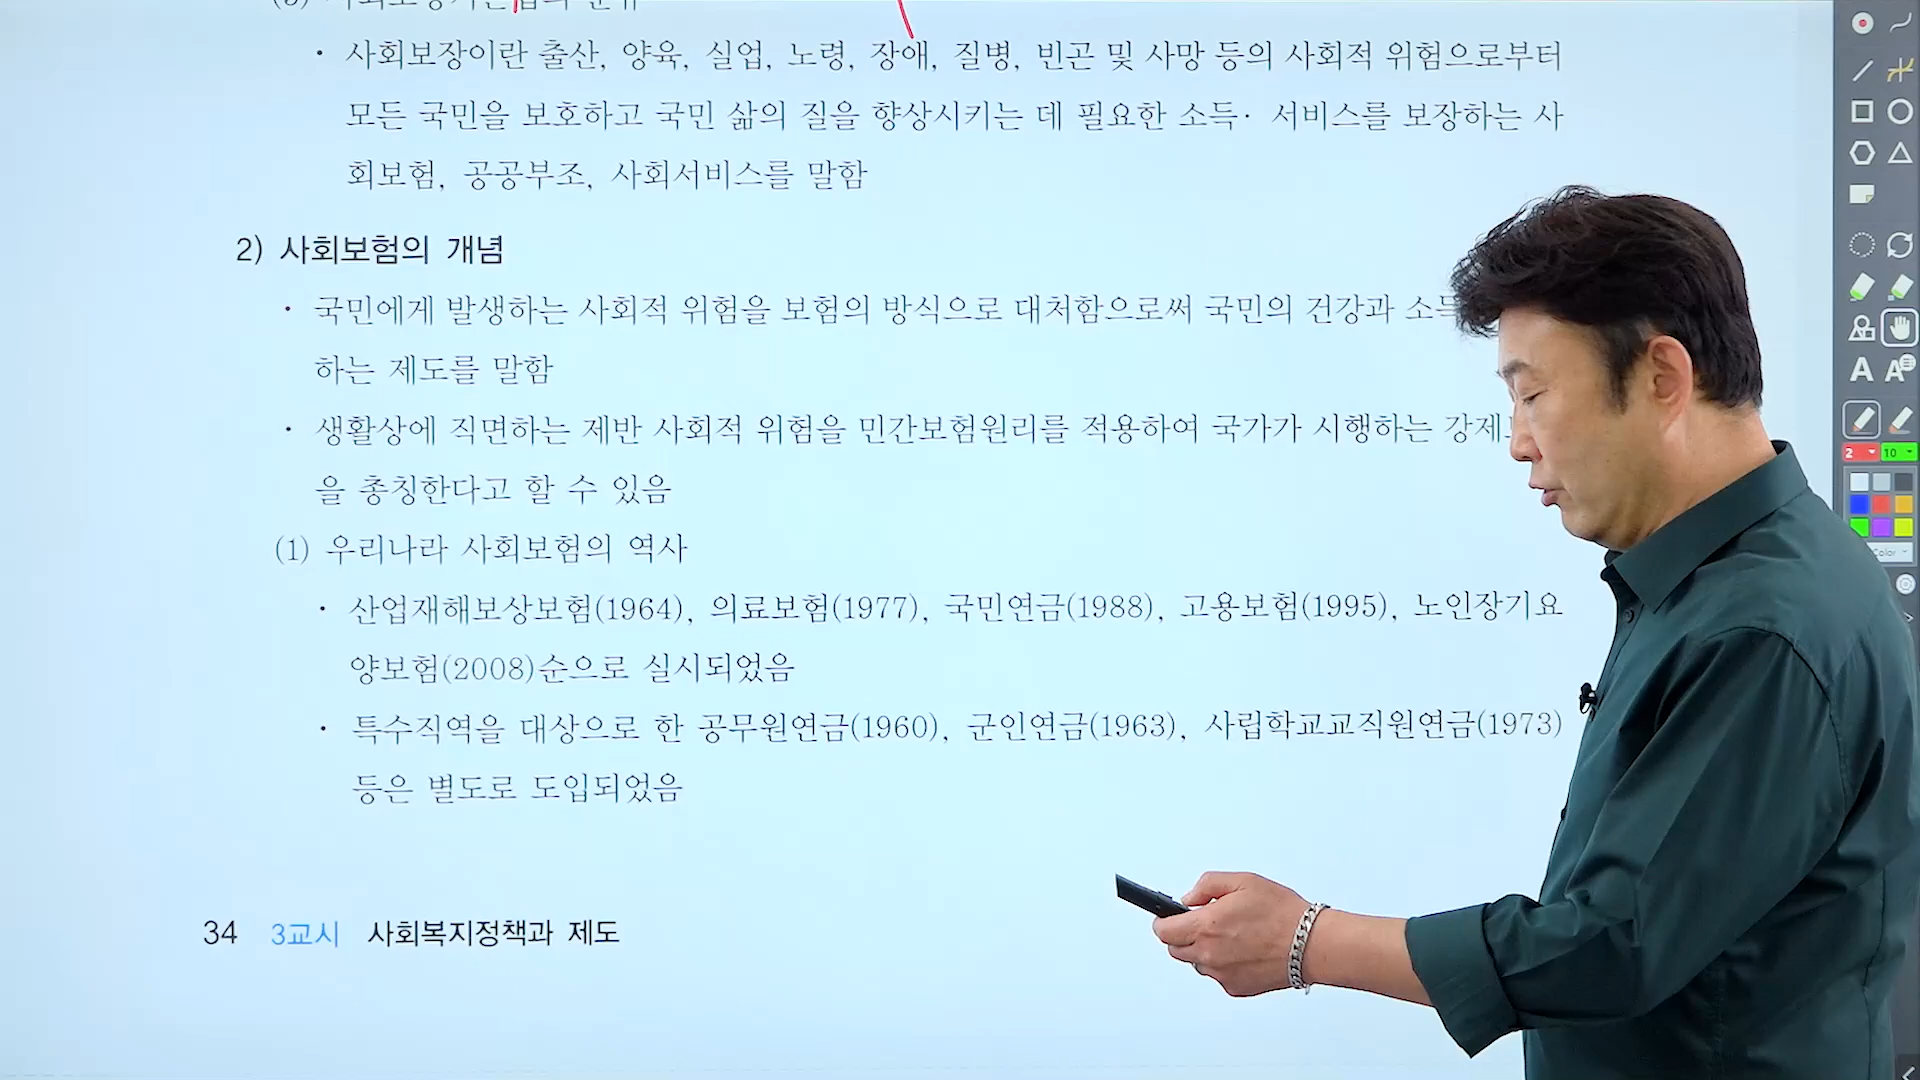 · 사회보장이란 출산, 양육, 실업, 노령, 장애, 질병, 빈곤 및 사망 등의 사회적 위험으로부터
모든 국민을 보호하고 국민 삶의 질을 향상시키는 데 필요한 소득· 서비스를 보장하는 사
회보험, 공공부조, 사회서비스를 말함
2) 사회보험의 개념
· 국민에게 발생하는 사회적 위험을 보험의 방식으로 대처함으로써 국민의 건강과 소득
하는 제도를 말함
· 생활상에 직면하는 제반 사회적 위험을 민간보험원리를 적용하여 국가가 시행하는 강제
을 총칭한다고 할 수 있음
(1) 우리나라 사회보험의 역사
· 산업재해보상보험(1964), 의료보험(1977), 국민연금(1988), 고용보험(1995), 노인장기요
양보험(2008)순으로 실시되었음
· 특수직역을 대상으로 한 공무원연금(1960), 군인연금(1963), 사립학교교직원연금(1973)
등은 별도로 도입되었음
34 3교시 사회복지정책과 제도
A A
2 10
Color